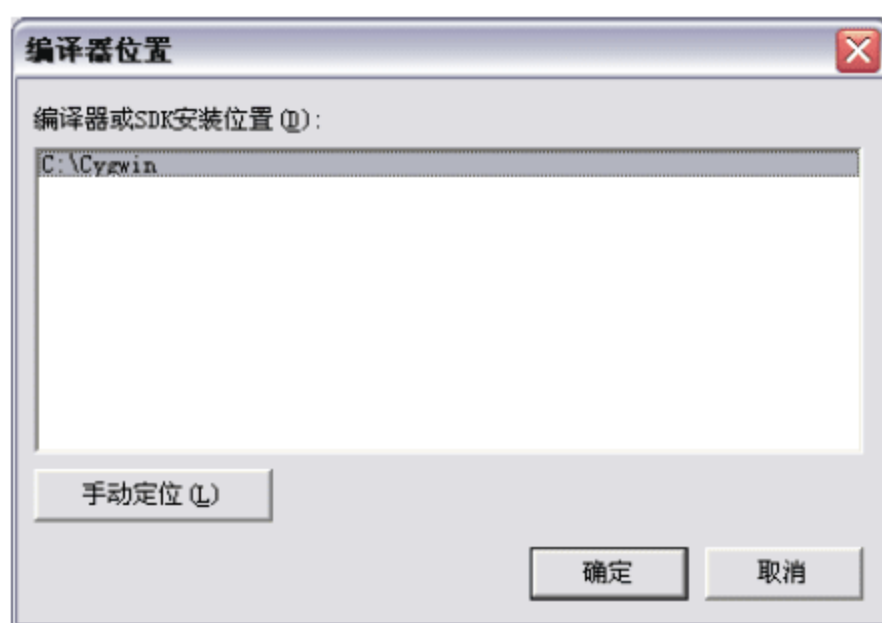 编译器位置
编译器或SDK安装位置(D):
C:\Cygwin
手动定位(L)
确定
取消